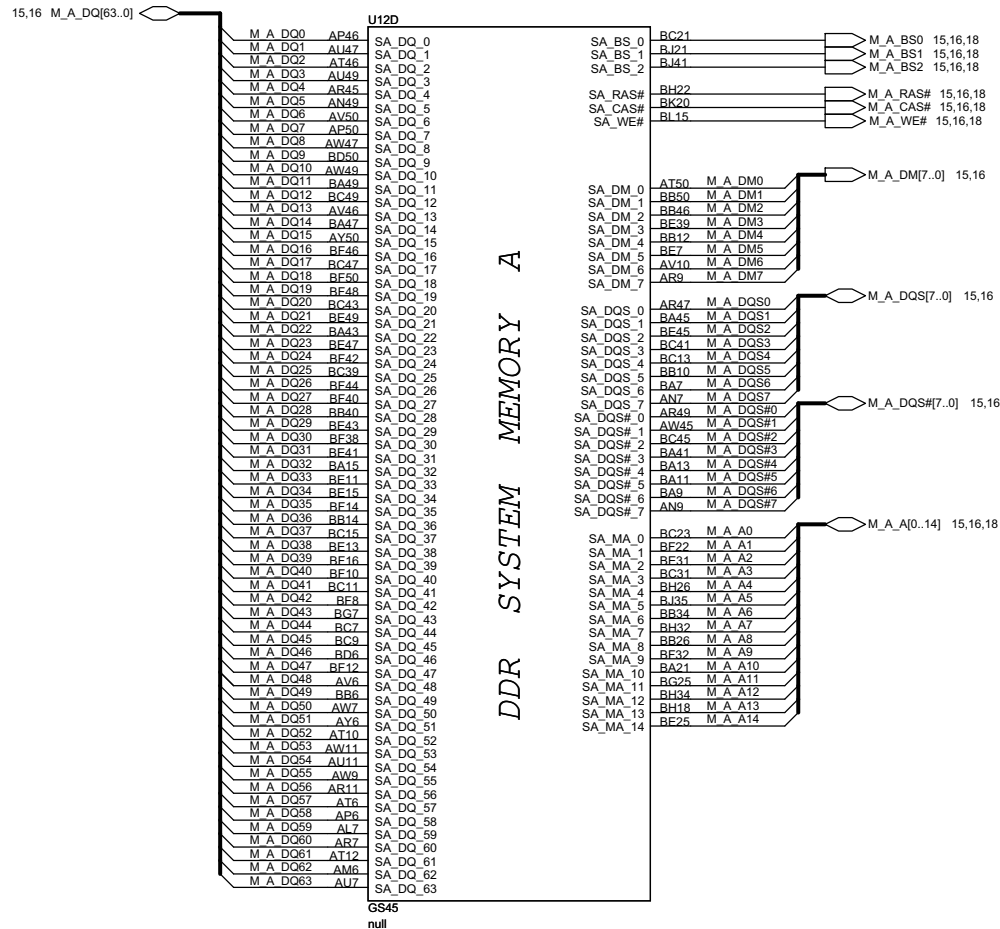 15,16 M_A_DQ[63..0]
U12D
M_A_DQ0 AP46 SA_DQ_0
M_A_DQ1 AU47 SA_DQ_1
M_A_DQ2 AT46 SA_DQ_2
M_A_DQ3 AU49 SA_DQ_3
M_A_DQ4 AR45 SA_DQ_4
M_A_DQ5 AN49 SA_DQ_5
M_A_DQ6 AV50 SA_DQ_6
M_A_DQ7 AP50 SA_DQ_7
M_A_DQ8 AW47 SA_DQ_8
M_A_DQ9 BD50 SA_DQ_9
M_A_DQ10 AW49 SA_DQ_10
M_A_DQ11 BA49 SA_DQ_11
M_A_DQ12 BC49 SA_DQ_12
M_A_DQ13 AV46 SA_DQ_13
M_A_DQ14 BA47 SA_DQ_14
M_A_DQ15 AY50 SA_DQ_15
M_A_DQ16 BF46 SA_DQ_16
M_A_DQ17 BC47 SA_DQ_17
M_A_DQ18 BF50 SA_DQ_18
M_A_DQ19 BF48 SA_DQ_19
M_A_DQ20 BC43 SA_DQ_20
M_A_DQ21 BE49 SA_DQ_21
M_A_DQ22 BA43 SA_DQ_22
M_A_DQ23 BE47 SA_DQ_23
M_A_DQ24 BF42 SA_DQ_24
M_A_DQ25 BC39 SA_DQ_25
M_A_DQ26 BF44 SA_DQ_26
M_A_DQ27 BF40 SA_DQ_27
M_A_DQ28 BB40 SA_DQ_28
M_A_DQ29 BE43 SA_DQ_29
M_A_DQ30 BF38 SA_DQ_30
M_A_DQ31 BE41 SA_DQ_31
M_A_DQ32 BA15 SA_DQ_32
M_A_DQ33 BE11 SA_DQ_33
M_A_DQ34 BE15 SA_DQ_34
M_A_DQ35 BF14 SA_DQ_35
M_A_DQ36 BB14 SA_DQ_36
M_A_DQ37 BC15 SA_DQ_37
M_A_DQ38 BE13 SA_DQ_38
M_A_DQ39 BF16 SA_DQ_39
M_A_DQ40 BF10 SA_DQ_40
M_A_DQ41 BC11 SA_DQ_41
M_A_DQ42 BF8 SA_DQ_42
M_A_DQ43 BG7 SA_DQ_43
M_A_DQ44 BC7 SA_DQ_44
M_A_DQ45 BC9 SA_DQ_45
M_A_DQ46 BD6 SA_DQ_46
M_A_DQ47 BF12 SA_DQ_47
M_A_DQ48 AV6 SA_DQ_48
M_A_DQ49 BB6 SA_DQ_49
M_A_DQ50 AW7 SA_DQ_50
M_A_DQ51 AY6 SA_DQ_51
M_A_DQ52 AT10 SA_DQ_52
M_A_DQ53 AW11 SA_DQ_53
M_A_DQ54 AU11 SA_DQ_54
M_A_DQ55 AW9 SA_DQ_55
M_A_DQ56 AR11 SA_DQ_56
M_A_DQ57 AT6 SA_DQ_57
M_A_DQ58 AP6 SA_DQ_58
M_A_DQ59 AL7 SA_DQ_59
M_A_DQ60 AR7 SA_DQ_60
M_A_DQ61 AT12 SA_DQ_61
M_A_DQ62 AM6 SA_DQ_62
M_A_DQ63 AU7 SA_DQ_63
DDR SYSTEM MEMORY A
SA_BS_0 BC21 M_A_BS0 15,16,18
SA_BS_1 BJ21 M_A_BS1 15,16,18
SA_BS_2 BJ41 M_A_BS2 15,16,18
SA_RAS# BH22 M_A_RAS# 15,16,18
SA_CAS# BK20 M_A_CAS# 15,16,18
SA_WE# BL15 M_A_WE# 15,16,18
M_A_DM[7..0] 15,16
SA_DM_0 AT50 M_A_DM0
SA_DM_1 BB50 M_A_DM1
SA_DM_2 BB46 M_A_DM2
SA_DM_3 BE39 M_A_DM3
SA_DM_4 BB12 M_A_DM4
SA_DM_5 BE7 M_A_DM5
SA_DM_6 AV10 M_A_DM6
SA_DM_7 AR9 M_A_DM7
M_A_DQS[7..0] 15,16
SA_DQS_0 AR47 M_A_DQS0
SA_DQS_1 BA45 M_A_DQS1
SA_DQS_2 BE45 M_A_DQS2
SA_DQS_3 BC41 M_A_DQS3
SA_DQS_4 BC13 M_A_DQS4
SA_DQS_5 BB10 M_A_DQS5
SA_DQS_6 BA7 M_A_DQS6
SA_DQS_7 AN7 M_A_DQS7
M_A_DQS#[7..0] 15,16
SA_DQS#_0 AR49 M_A_DQS#0
SA_DQS#_1 AW45 M_A_DQS#1
SA_DQS#_2 BC45 M_A_DQS#2
SA_DQS#_3 BA41 M_A_DQS#3
SA_DQS#_4 BA13 M_A_DQS#4
SA_DQS#_5 BA11 M_A_DQS#5
SA_DQS#_6 BA9 M_A_DQS#6
SA_DQS#_7 AN9 M_A_DQS#7
M_A_A[0..14] 15,16,18
SA_MA_0 BC23 M_A_A0
SA_MA_1 BF22 M_A_A1
SA_MA_2 BE31 M_A_A2
SA_MA_3 BC31 M_A_A3
SA_MA_4 BH26 M_A_A4
SA_MA_5 BJ35 M_A_A5
SA_MA_6 BB34 M_A_A6
SA_MA_7 BH32 M_A_A7
SA_MA_8 BB26 M_A_A8
SA_MA_9 BF32 M_A_A9
SA_MA_10 BA21 M_A_A10
SA_MA_11 BG25 M_A_A11
SA_MA_12 BH34 M_A_A12
SA_MA_13 BH18 M_A_A13
SA_MA_14 BE25 M_A_A14
GS45
null